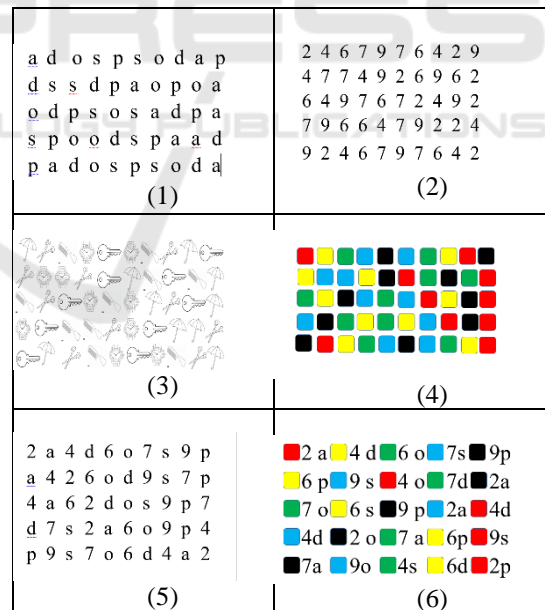 a d o s p s o d a p
d s s d p a o p o a
o d p s o s a d p a
s p o o d s p a a d
p a d o s p s o d a
(1)
2 4 6 7 9 7 6 4 2 9
4 7 7 4 9 2 6 9 6 2
6 4 9 7 6 7 2 4 9 2
7 9 6 6 4 7 9 2 2 4
9 2 4 6 7 9 7 6 4 2
(2)
(3)
(4)
2 a 4 d 6 o 7 s 9 p
a 4 2 6 o d 9 s 7 p
4 a 6 2 d o s 9 p 7
d 7 s 2 a 6 o 9 p 4
p 9 s 7 o 6 d 4 a 2
(5)
2 a 4 d 6 o 7s 9p
6 p 9 s 4 o 7d 2a
7 o 6 s 9 p 2a 4d
4d 2 o 7 a 6p 9s
7a 9o 4s 6d 2p
(6)